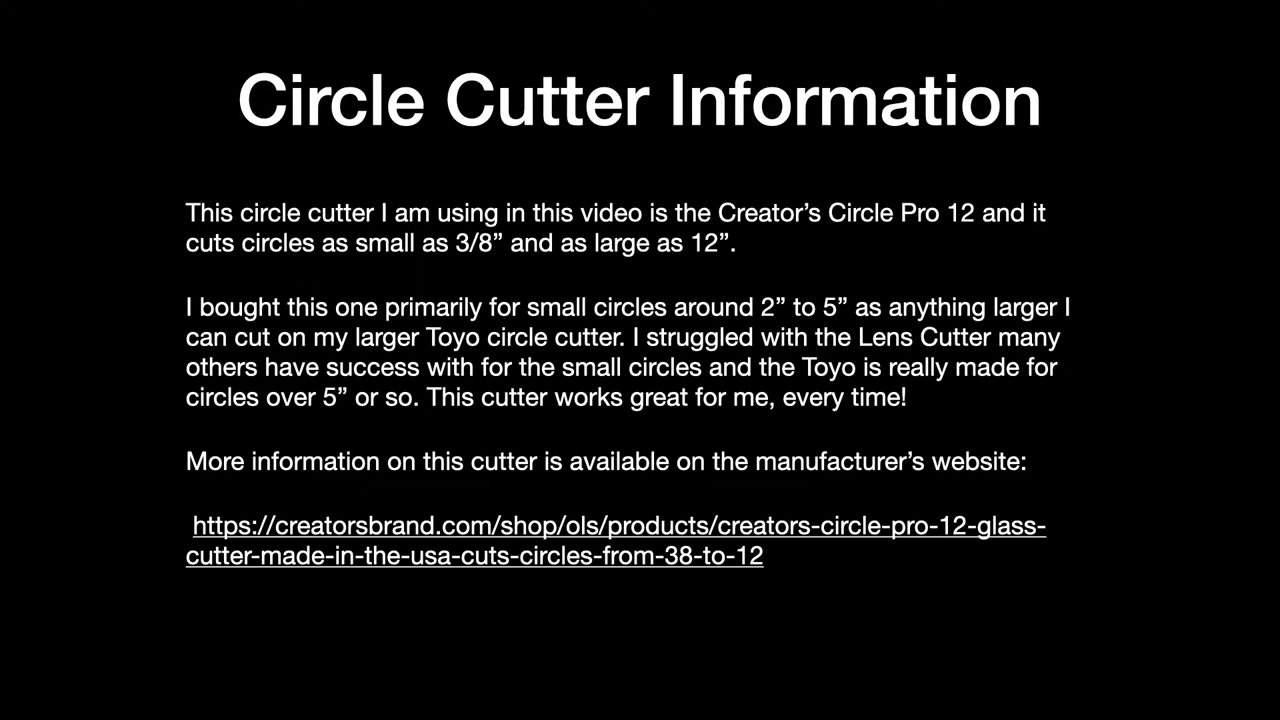 Circle Cutter Information
This circle cutter I am using in this video is the Creator’s Circle Pro 12 and it
cuts circles as small as 3/8” and as large as 12”.
I bought this one primarily for small circles around 2” to 5” as anything larger I
can cut on my larger Toyo circle cutter. I struggled with the Lens Cutter many
others have success with for the small circles and the Toyo is really made for
circles over 5” or so. This cutter works great for me, every time!
More information on this cutter is available on the manufacturer’s website:
https://creatorsbrand.com/shop/ols/products/creators-circle-pro-12-glass-
cutter-made-in-the-usa-cuts-circles-from-38-to-12